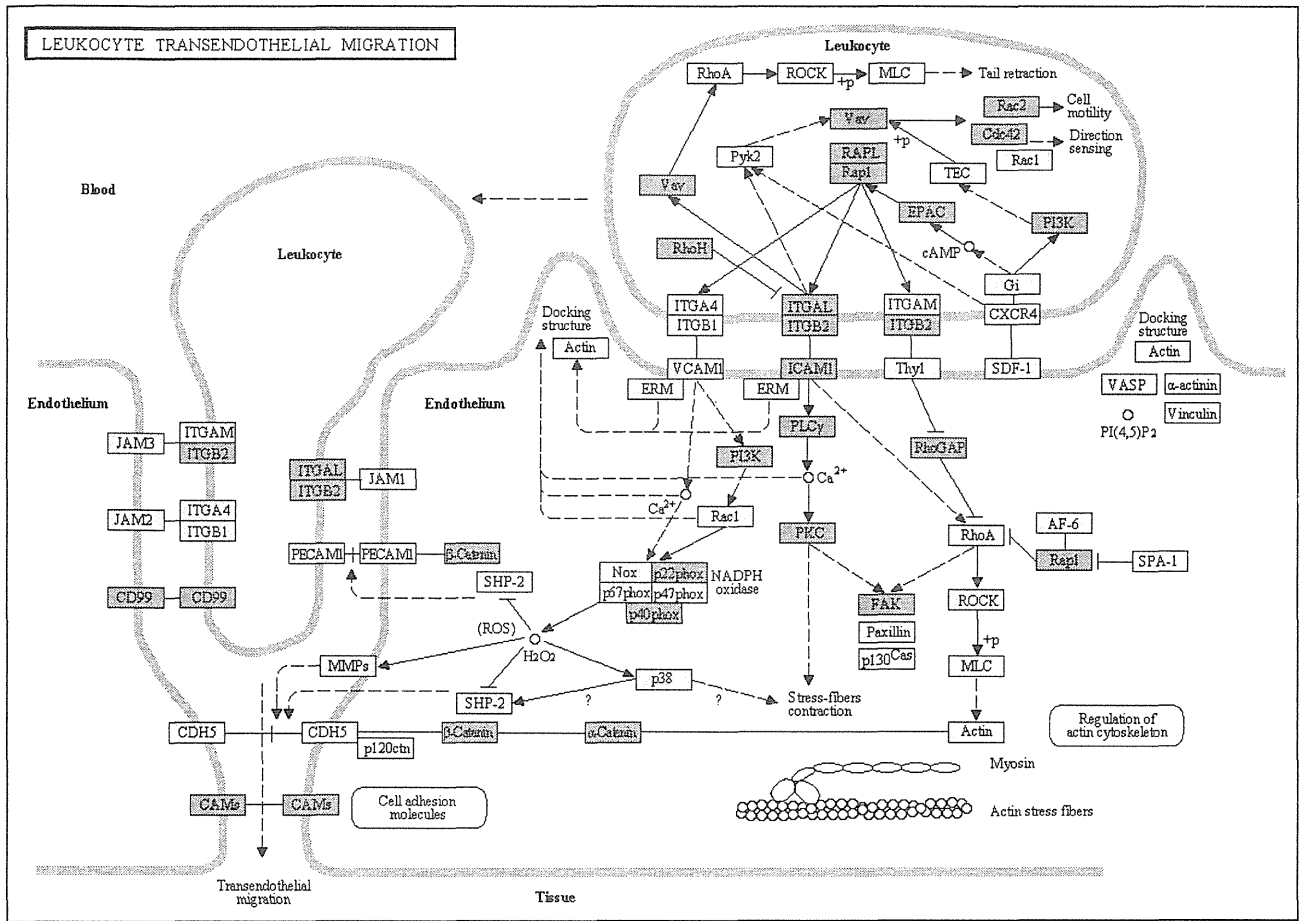 LEUKOCYTE TRANSENDOTHELIAL MIGRATION
Leukocyte
RhoA
ROCK
+p
MLC
Tail retraction
Rac2
Cell
motility
Vav
Cdc42
Direction
sensing
+p
Rac1
Pyk2
RAPL
Rap1
TEC
Blood
Vav
EPAC
PI3K
RhoH
cAMP
Leukocyte
Gi
ITGA4
ITGB1
ITGAL
ITGB2
ITGAM
ITGB2
CXCR4
Docking
structure
Actin
Docking
structure
Actin
VCAM1
ICAM1
Thy1
SDF-1
ERM
ERM
VASP
α-actinin
Vinculin
PI(4,5)P2
Endothelium
Endothelium
PLCγ
JAM3
ITGAM
ITGB2
RhoGAP
PI3K
ITGAL
ITGB2
JAM1
Ca2+
Ca2+
JAM2
ITGA4
ITGB1
Rac1
PKC
RhoA
AF-6
Rap1
SPA-1
PECAM1
PECAM1
β-Catenin
Nox
p22phox
p67phox
p47phox
p40phox
NADPH
oxidase
SHP-2
CD99
CD99
FAK
Paxillin
p130Cas
ROCK
+p
MLC
(ROS)
H2O2
MMPs
p38
SHP-2
?
?
Stress-fibers
contraction
CDH5
CDH5
p120ctn
β-Catenin
α-Catenin
Actin
Regulation of
actin cytoskeleton
Myosin
CAMs
CAMs
Cell adhesion
molecules
Actin stress fibers
Transendothelial
migration
Tissue